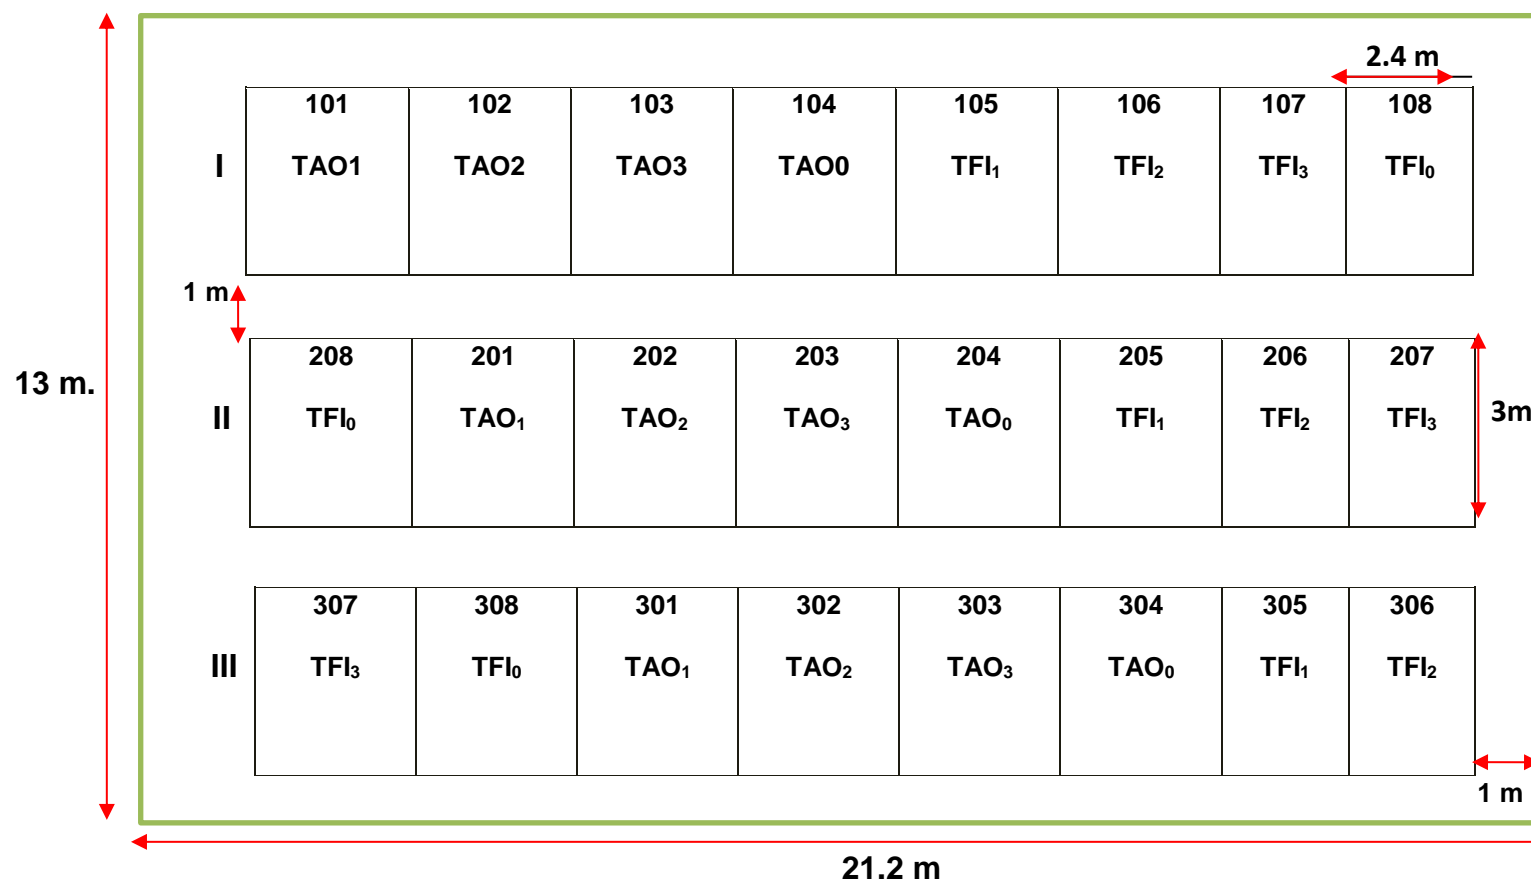 2.4 m
101 102 103 104 105 106 107 108
I TAO1 TAO2 TAO3 TAO0 TFI₁ TFI₂ TFI₃ TFI₀
1 m
208 201 202 203 204 205 206 207
13 m.
II TFI₀ TAO₁ TAO₂ TAO₃ TAO₀ TFI₁ TFI₂ TFI₃ 3m
307 308 301 302 303 304 305 306
III TFI₃ TFI₀ TAO₁ TAO₂ TAO₃ TAO₀ TFI₁ TFI₂
1 m
21.2 m